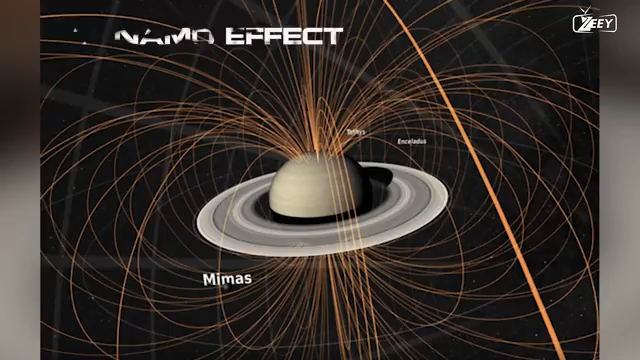 NAMO EFFECT
ZEEY
Tethys
Enceladus
Mimas